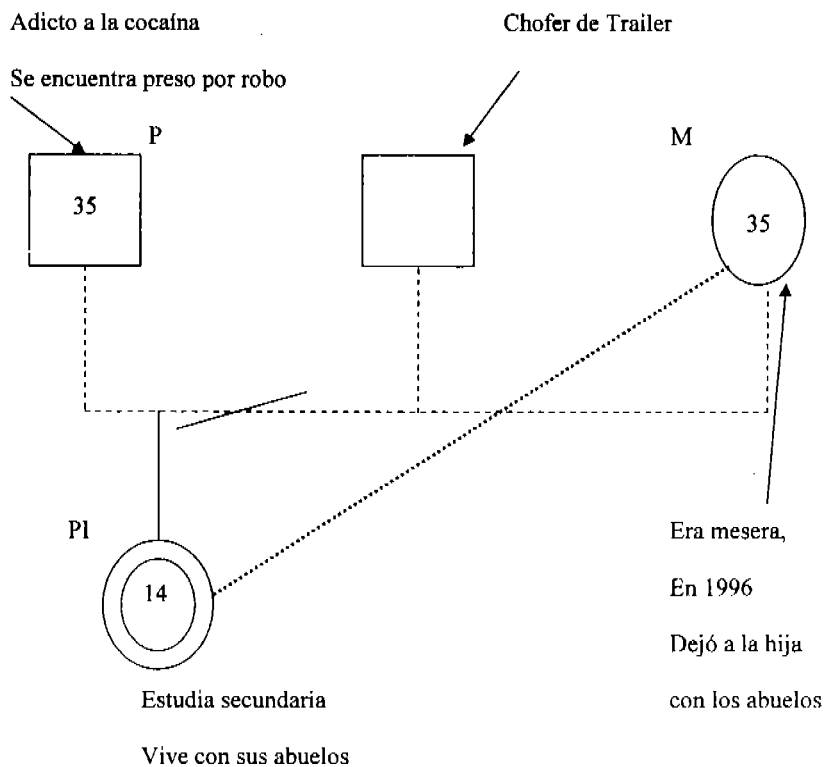 Adicto a la cocaína
Chofer de Trailer
Se encuentra preso por robo
P
M
35
35
PI
14
Era mesera,
En 1996
Dejó a la hija
con los abuelos
Estudia secundaria
Vive con sus abuelos